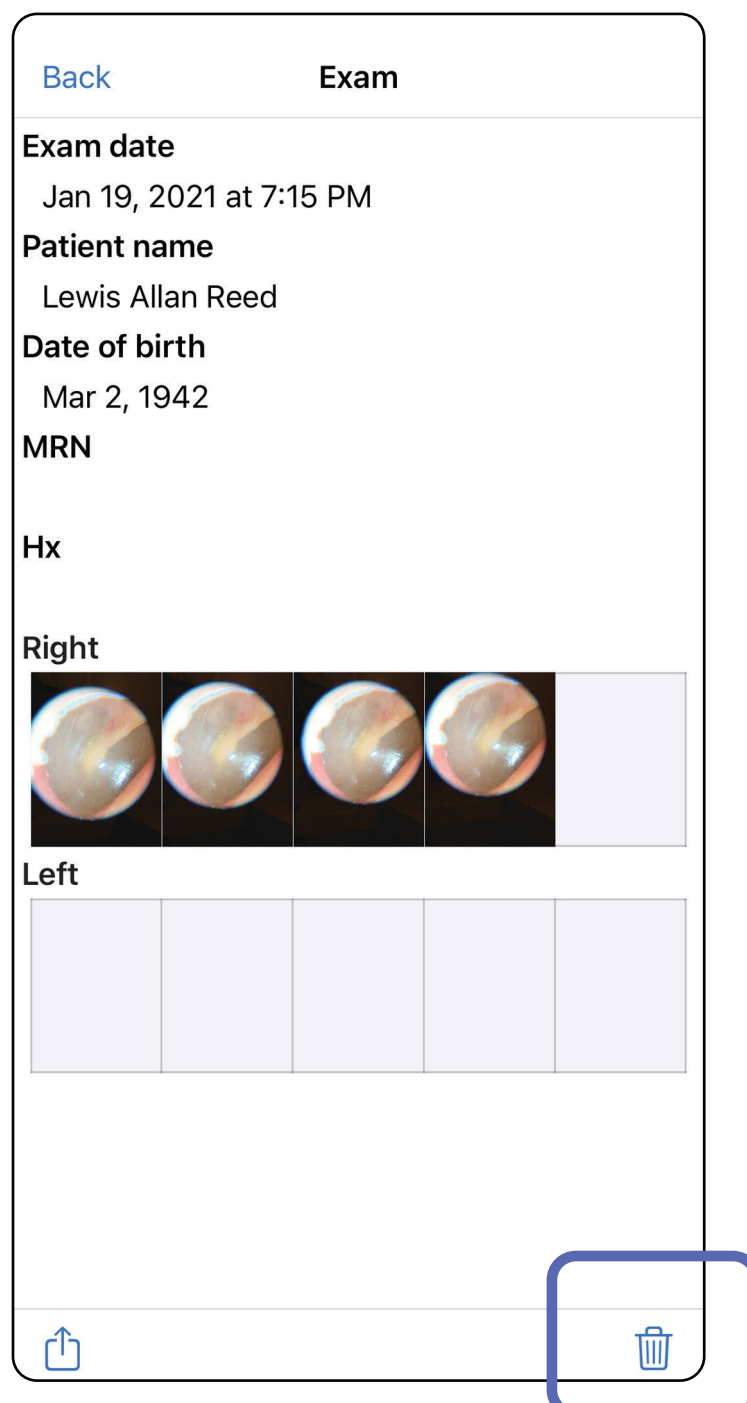 Back
Exam
Exam date
Jan 19, 2021 at 7:15 PM
Patient name
Lewis Allan Reed
Date of birth
Mar 2, 1942
MRN
Hx
Right
Left